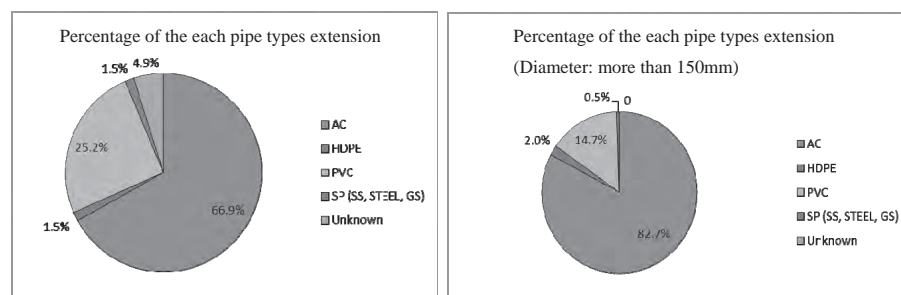 Percentage of the each pipe types extension
1.5%
4.9%
25.2%
1.5%
66.9%
AC
HDPE
PVC
SP (SS, STEEL, GS)
Unknown
Percentage of the each pipe types extension
(Diameter: more than 150mm)
0.5%
0
2.0%
14.7%
82.7%
AC
HDPE
PVC
SP (SS, STEEL, GS)
Unknown